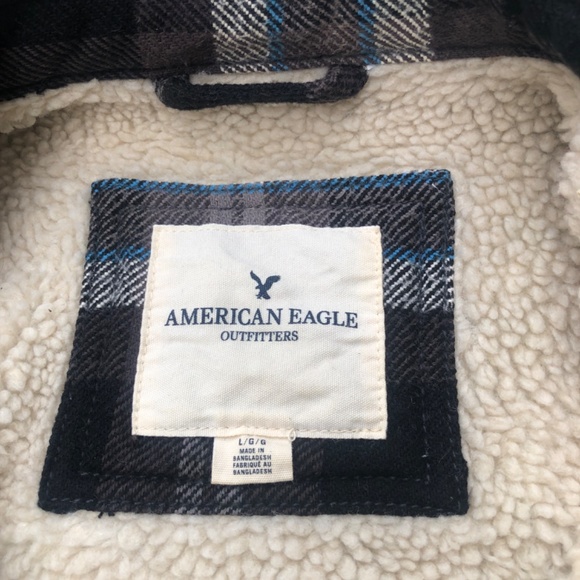 AMERICAN EAGLE
OUTFITTERS
L/G/G
MADE IN
BANGLADESH
FABRIQUÉ AU
BANGLADESH